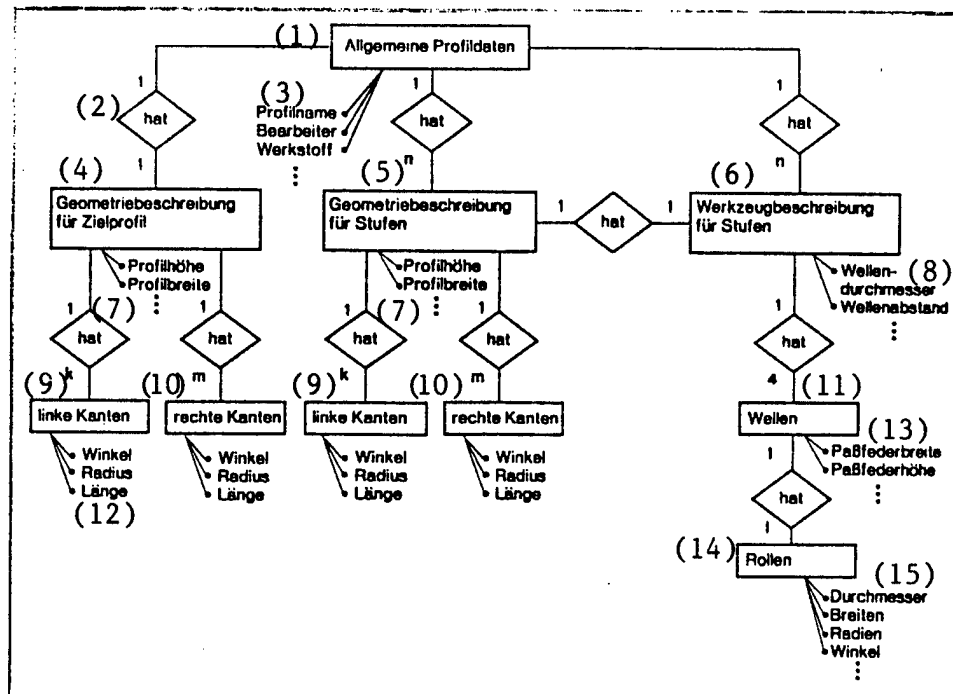 (1)
Allgemeine Profildaten
1
1
1
(2)
hat
(3)
Profilname
Bearbeiter
Werkstoff
hat
hat
1
n
n
(4)
Geometriebeschreibung
für Zielprofil
(5)
Geometriebeschreibung
für Stufen
1
hat
1
(6)
Werkzeugbeschreibung
für Stufen
Profilhöhe
Profilbreite
Profilhöhe
Profilbreite
(8)
Wellen-
durchmesser
Wellenabstand
1
(7)
hat
k
1
hat
m
1
(7)
hat
k
1
hat
m
1
hat
4
(9)
linke Kanten
(10)
rechte Kanten
(9)
linke Kanten
(10)
rechte Kanten
(11)
Wellen
Winkel
Radius
Länge
(12)
Winkel
Radius
Länge
Winkel
Radius
Länge
Winkel
Radius
Länge
(13)
Paßfederbreite
Paßfederhöhe
1
hat
l
(14)
Rollen
(15)
Durchmesser
Breiten
Radien
Winkel